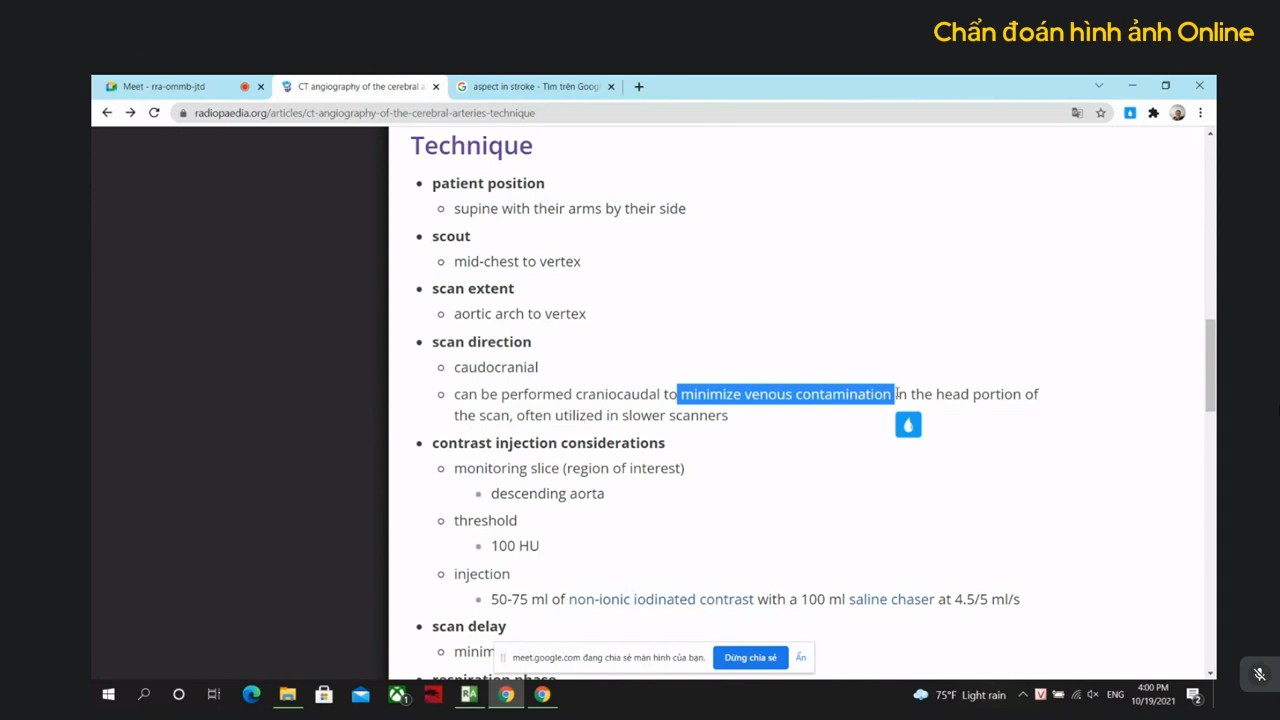 Chẩn đoán hình ảnh Online
Meet - rra-ommb-jtd
CT angiography of the cerebral a
aspect in stroke - Tìm trên Goog
radiopaedia.org/articles/ct-angiography-of-the-cerebral-arteries-technique
Technique
patient position
supine with their arms by their side
scout
mid-chest to vertex
scan extent
aortic arch to vertex
scan direction
caudocranial
can be performed craniocaudal to minimize venous contamination in the head portion of
the scan, often utilized in slower scanners
contrast injection considerations
monitoring slice (region of interest)
descending aorta
threshold
100 HU
injection
50-75 ml of non-ionic iodinated contrast with a 100 ml saline chaser at 4.5/5 ml/s
scan delay
minim
meet.google.com đang chia sẻ màn hình của bạn.
Dừng chia sẻ
Ẩn
respiration phase
RA
1
75°F Light rain
V
ENG
4:00 PM
10/19/2021
2